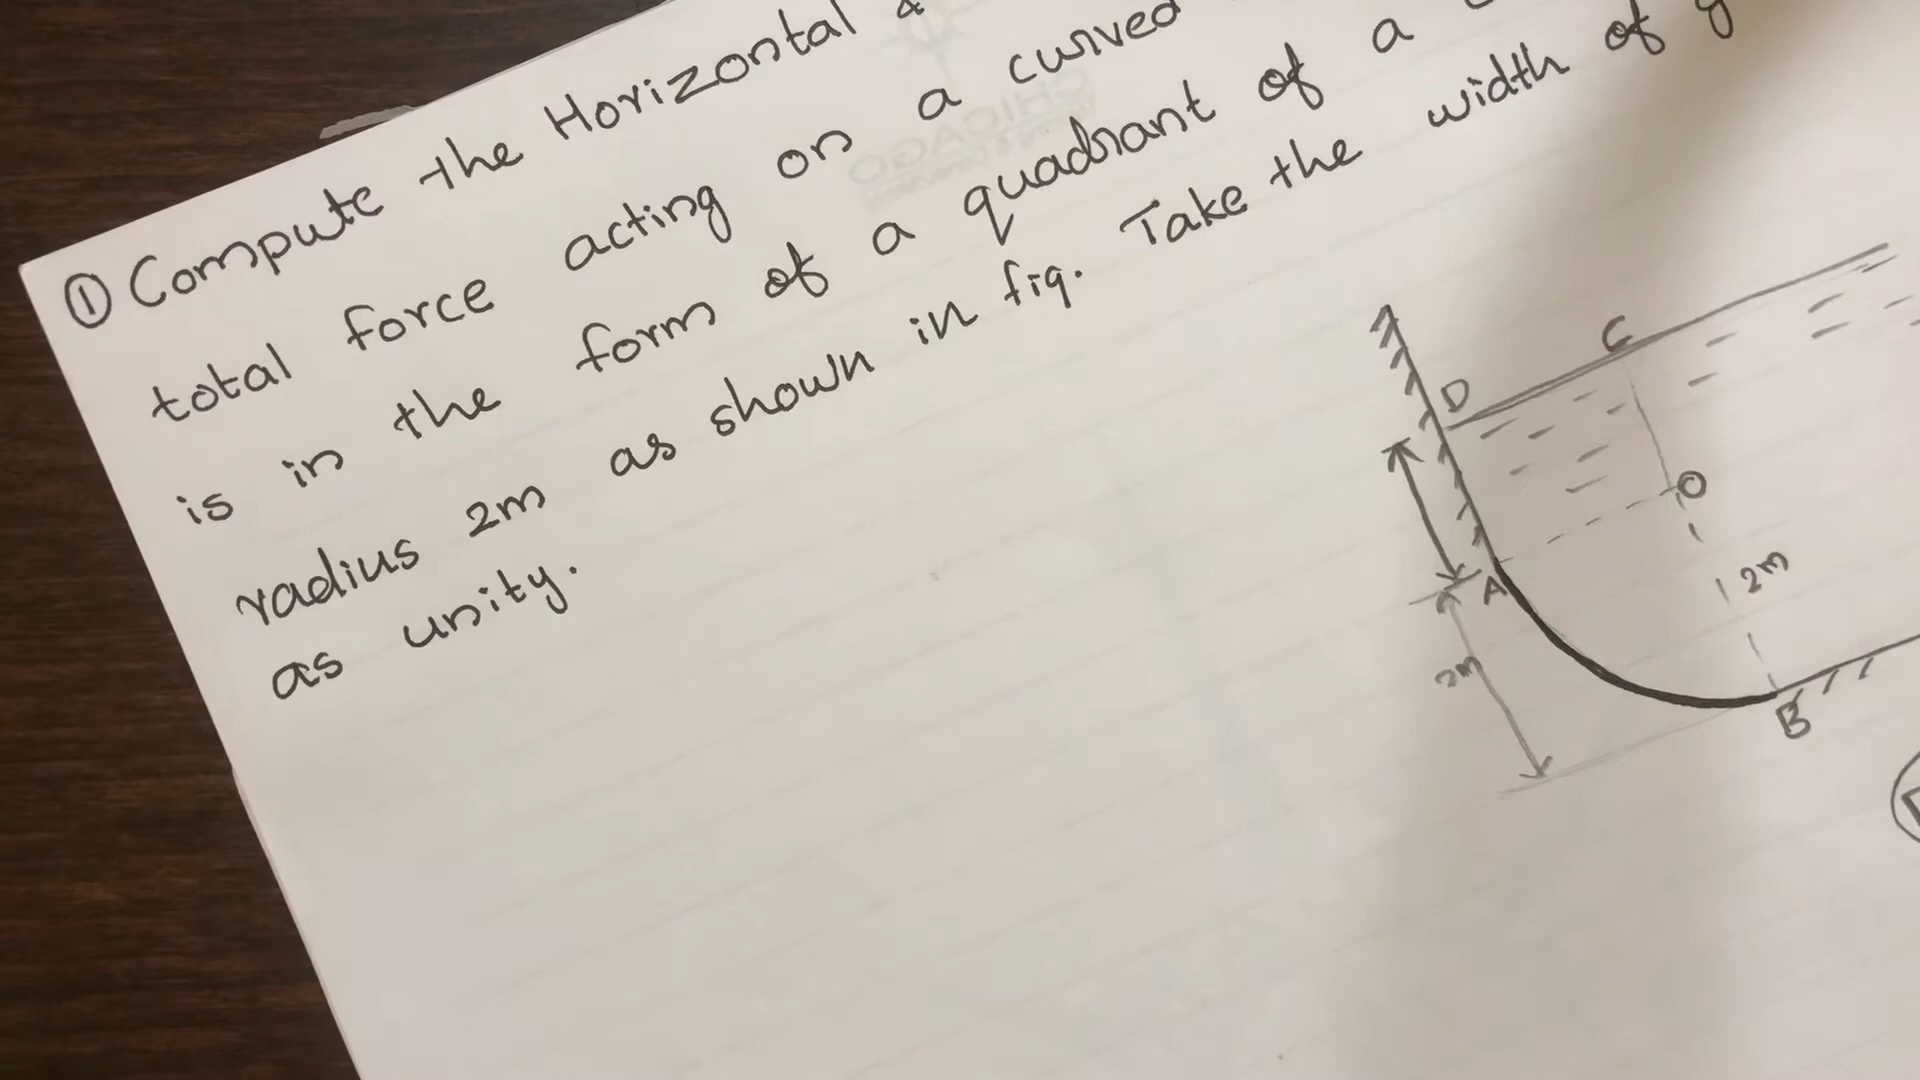 ① Compute the Horizontal &
total force acting on a curved
is in the form of a quadrant of a
radius 2m as shown in fig. Take the width of
as unity.
D
C
O
A
2m
2m
B